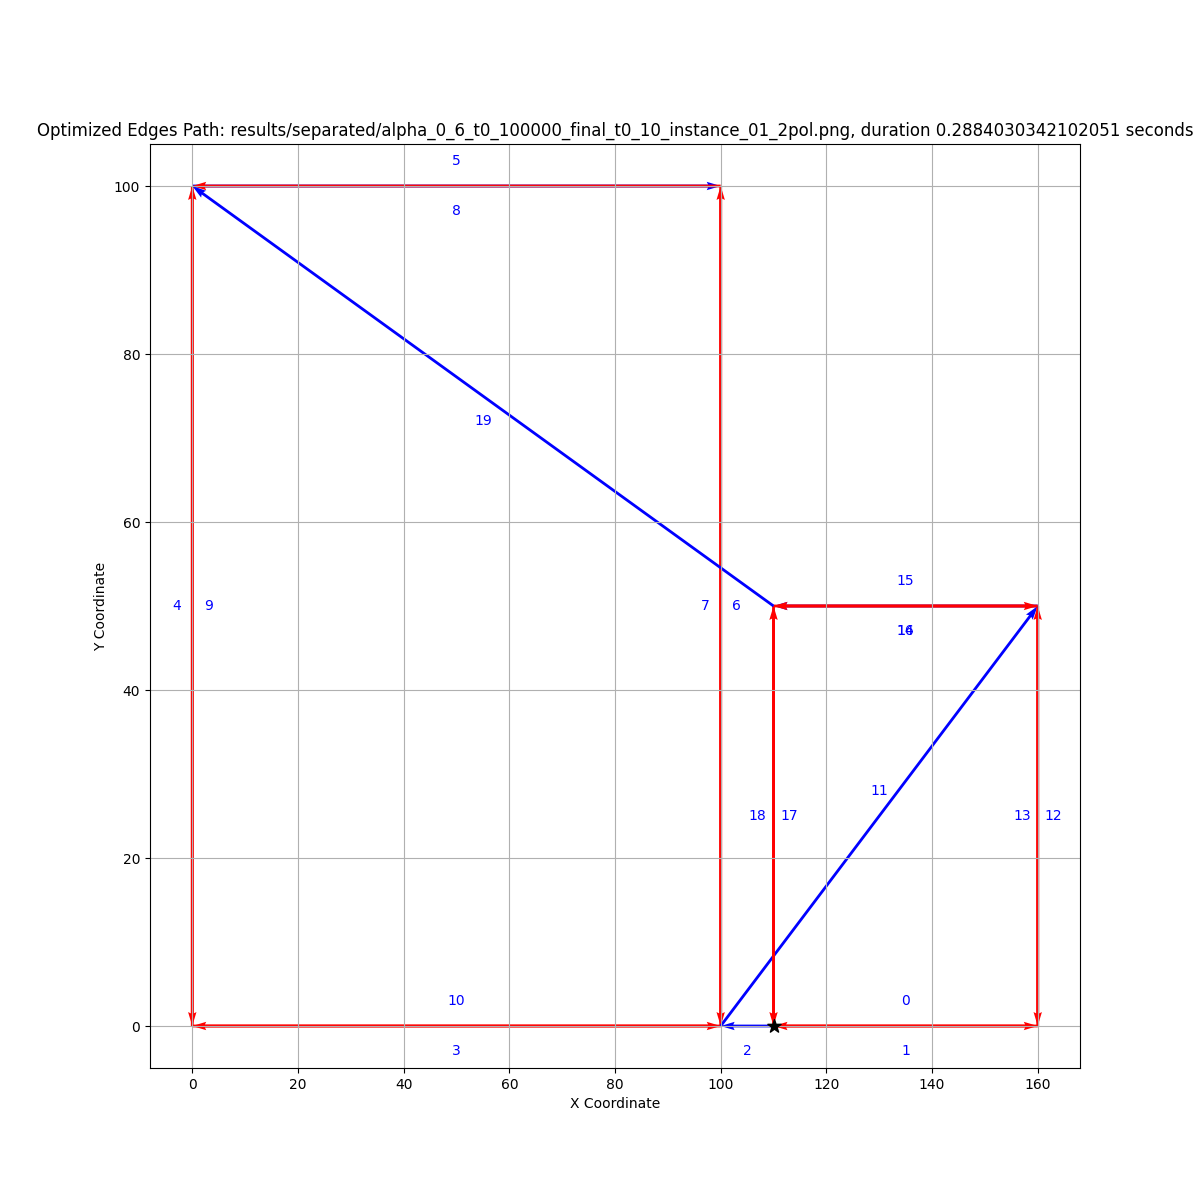 Optimized Edges Path: results/separated/alpha_0_6_t0_100000_final_t0_10_instance_01_2pol.png, duration 0.2884030342102051 seconds
5
100
8
80
19
60
15
4 9 7 6
Y Coordinate
40
11
18 17 13 12
20
10 0
0
3 2 1
0 20 40 60 80 100 120 140 160
X Coordinate